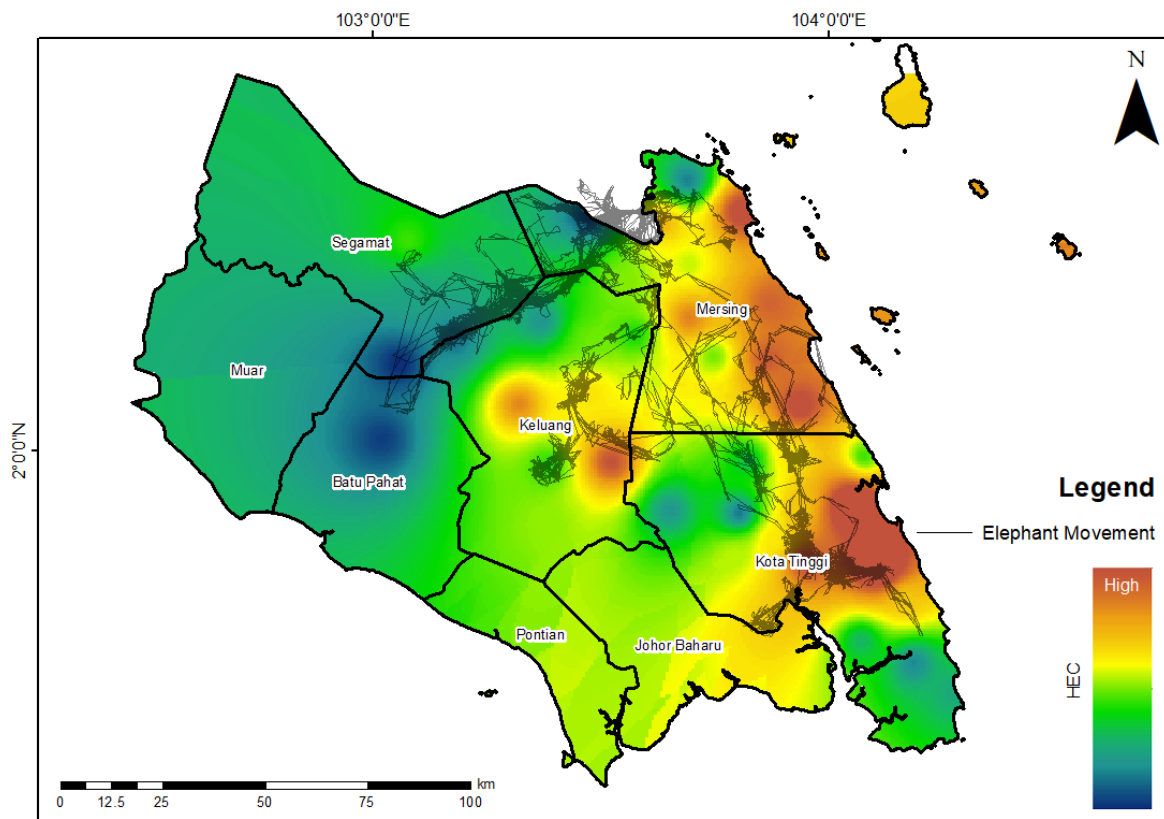 103°0'0"E
104°0'0"E
N
Segamat
Mersing
Muar
Keluang
2°0'0"N
Batu Pahat
Legend
Elephant Movement
Kota Tinggi
High
Pontian
Johor Baharu
HEC
km
0 12.5 25 50 75 100